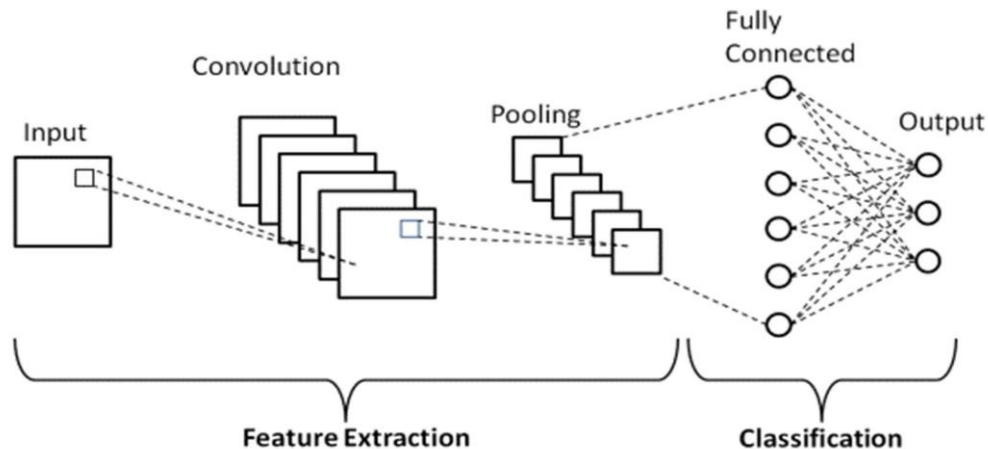 Input
Convolution
Pooling
Fully
Connected
Output
Feature Extraction
Classification